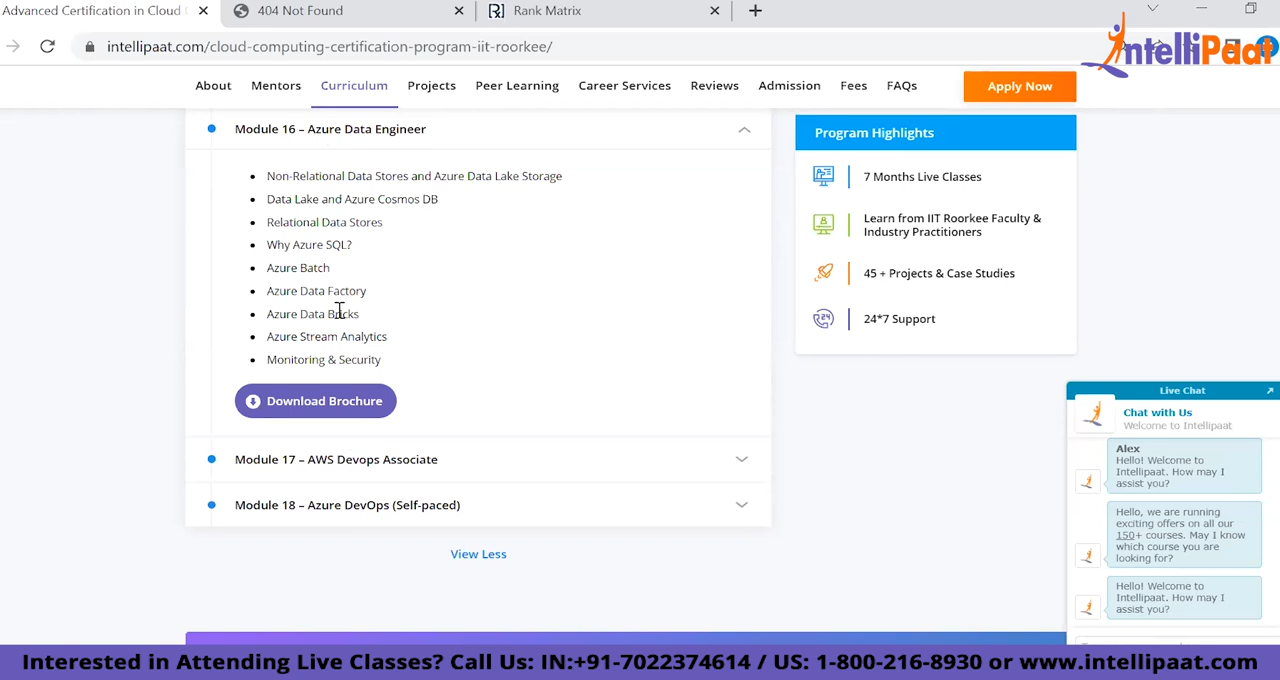 Advanced Certification in Cloud
404 Not Found
Rank Matrix
intellipaat.com/cloud-computing-certification-program-iit-roorkee/
IntelliPaat
About
Mentors
Curriculum
Projects
Peer Learning
Career Services
Reviews
Admission
Fees
FAQs
Apply Now
Module 16 – Azure Data Engineer
Non-Relational Data Stores and Azure Data Lake Storage
Data Lake and Azure Cosmos DB
Relational Data Stores
Why Azure SQL?
Azure Batch
Azure Data Factory
Azure Data Bricks
Azure Stream Analytics
Monitoring & Security
Download Brochure
Module 17 – AWS Devops Associate
Module 18 – Azure DevOps (Self-paced)
View Less
Program Highlights
7 Months Live Classes
Learn from IIT Roorkee Faculty &
Industry Practitioners
45 + Projects & Case Studies
24*7 Support
Live Chat
Chat with Us
Welcome to Intellipaat
Alex
Hello! Welcome to
Intellipaat. How may I
assist you?
Hello, we are running
exciting offers on all our
150+ courses. May I know
which course you are
looking for?
Hello! Welcome to
Intellipaat. How may I
assist you?
Interested in Attending Live Classes? Call Us: IN:+91-7022374614 / US: 1-800-216-8930 or www.intellipaat.com